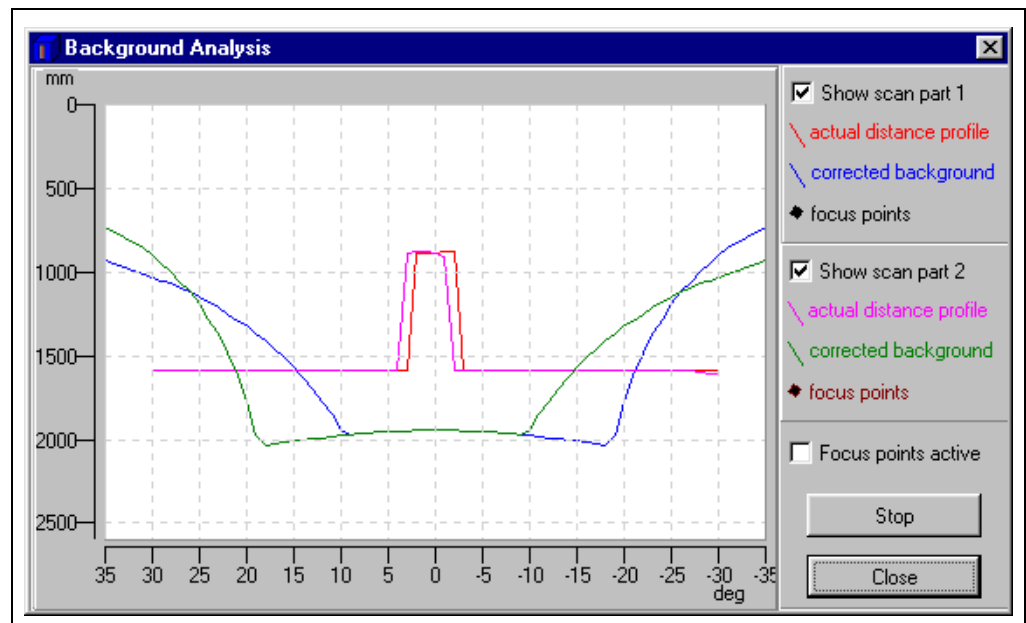 Background Analysis
mm
0
500
1000
1500
2000
2500
35 30 25 20 15 10 5 0 -5 -10 -15 -20 -25 -30 -35
deg
Show scan part 1
actual distance profile
corrected background
focus points
Show scan part 2
actual distance profile
corrected background
focus points
Focus points active
Stop
Close